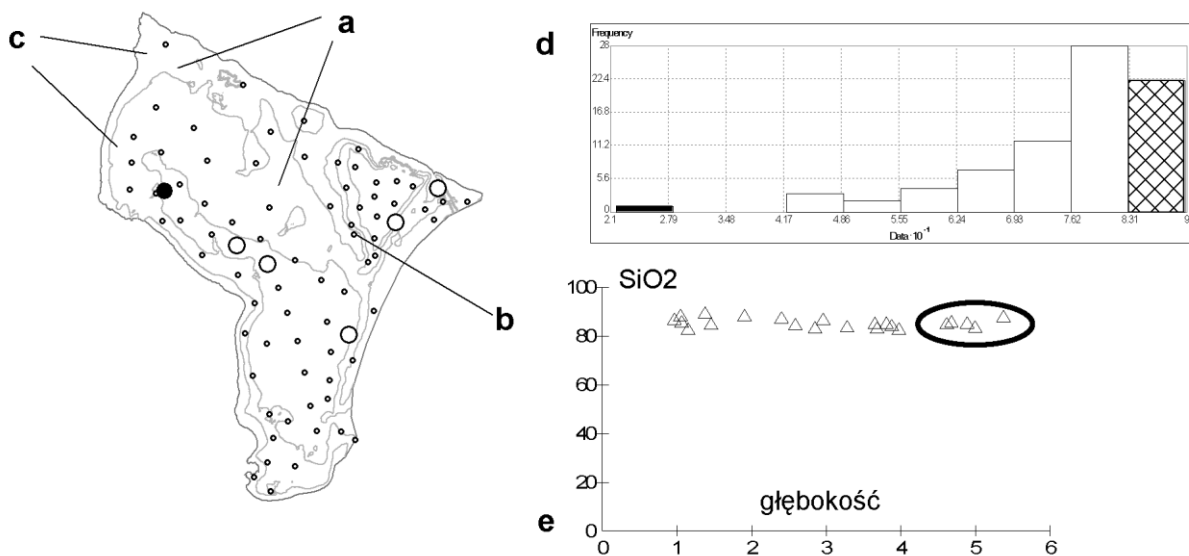 c
a
b
d
Frequency
28
22.4
16.8
11.2
5.6
0
2.1 2.79 3.48 4.17 4.86 5.55 6.24 6.93 7.62 8.31 9
Data·10⁻¹
SiO2
100
80
60
40
20
0
głębokość
e
0 1 2 3 4 5 6